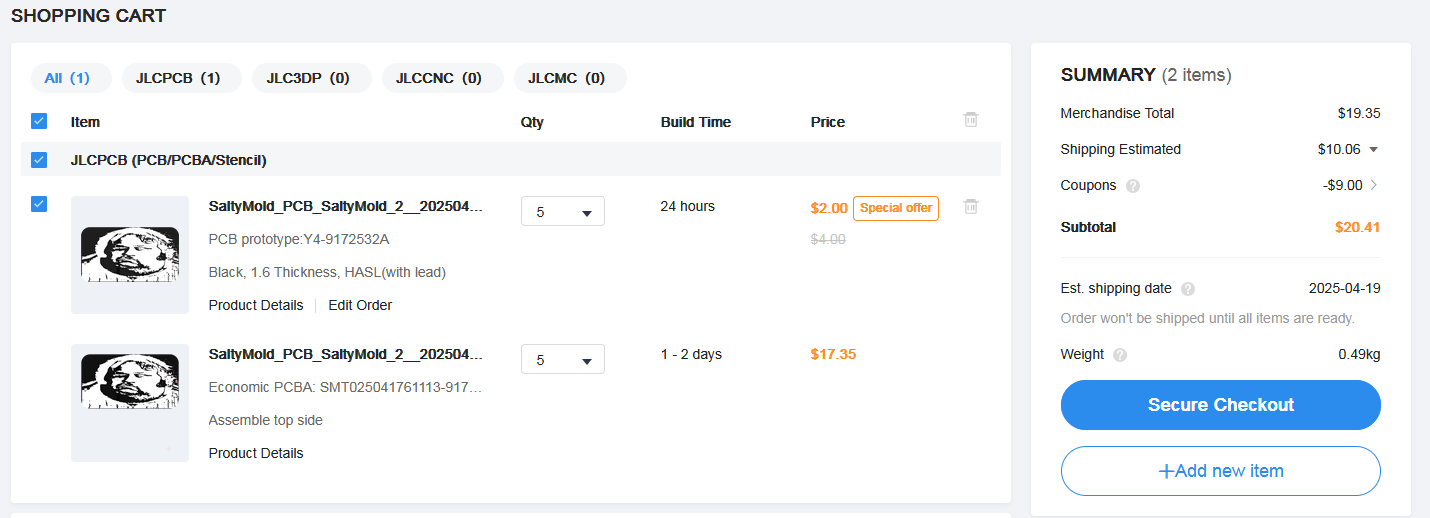 SHOPPING CART
All (1) JLCPCB (1) JLC3DP (0) JLCCNC (0) JLCMC (0)
Item Qty Build Time Price
JLCPCB (PCB/PCBA/Stencil)
SaltyMold_PCB_SaltyMold_2__202504... 5 24 hours $2.00 Special offer
PCB prototype:Y4-9172532A $4.00
Black, 1.6 Thickness, HASL(with lead)
Product Details Edit Order
SaltyMold_PCB_SaltyMold_2__202504... 5 1 - 2 days $17.35
Economic PCBA: SMT025041761113-917...
Assemble top side
Product Details
SUMMARY (2 items)
Merchandise Total $19.35
Shipping Estimated $10.06
Coupons ? -$9.00
Subtotal $20.41
Est. shipping date ? 2025-04-19
Order won't be shipped until all items are ready.
Weight ? 0.49kg
Secure Checkout
+Add new item